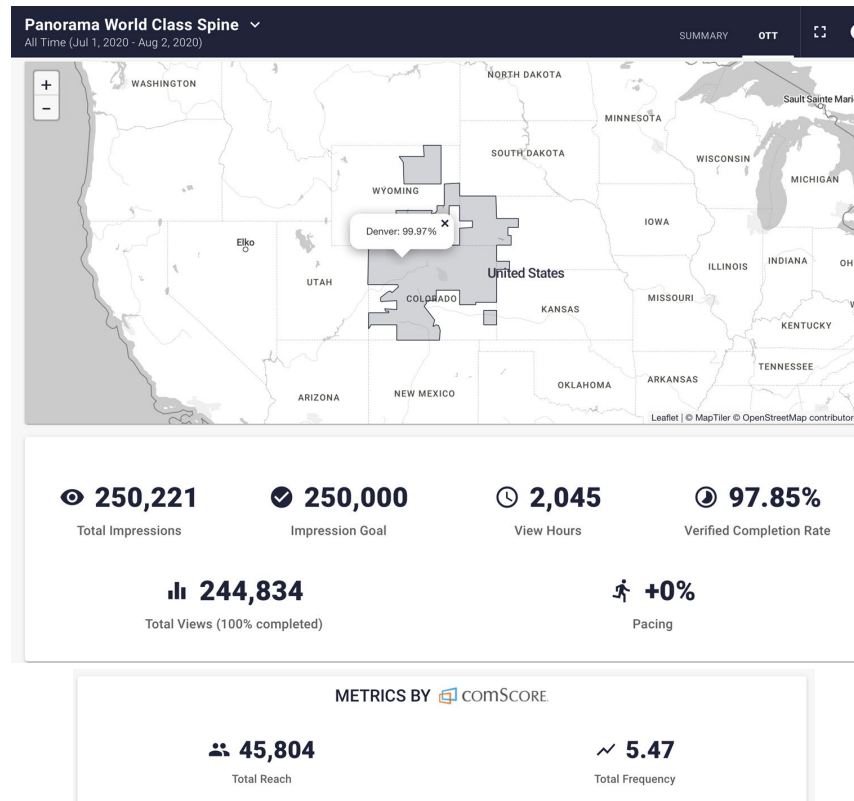 Panorama World Class Spine
All Time (Jul 1, 2020 - Aug 2, 2020)
SUMMARY
OTT
+
−
WASHINGTON
NORTH DAKOTA
MINNESOTA
Sault Sainte Mari
SOUTH DAKOTA
WISCONSIN
MICHIGAN
WYOMING
Denver: 99.97%
×
IOWA
Elko
United States
ILLINOIS
INDIANA
OH
UTAH
COLORADO
KANSAS
MISSOURI
KENTUCKY
TENNESSEE
ARIZONA
NEW MEXICO
OKLAHOMA
ARKANSAS
Leaflet | © MapTiler © OpenStreetMap contributor
250,221
Total Impressions
250,000
Impression Goal
2,045
View Hours
97.85%
Verified Completion Rate
244,834
Total Views (100% completed)
+0%
Pacing
METRICS BY comSCORE.
45,804
Total Reach
5.47
Total Frequency